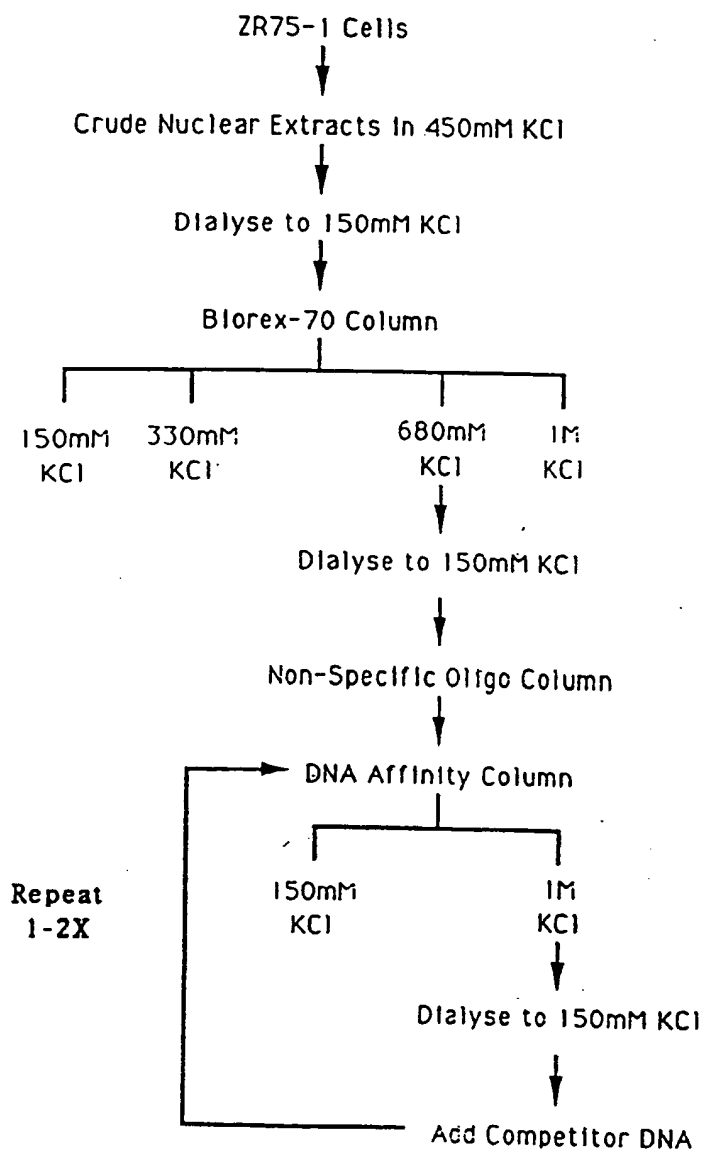 ZR75-1 Cells
Crude Nuclear Extracts In 450mM KCl
Dialyse to 150mM KCl
Biorex-70 Column
150mM KCl
330mM KCl
680mM KCl
1M KCl
Dialyse to 150mM KCl
Non-Specific Oligo Column
DNA Affinity Column
Repeat
1-2X
150mM KCl
1M KCl
Dialyse to 150mM KCl
Add Competitor DNA